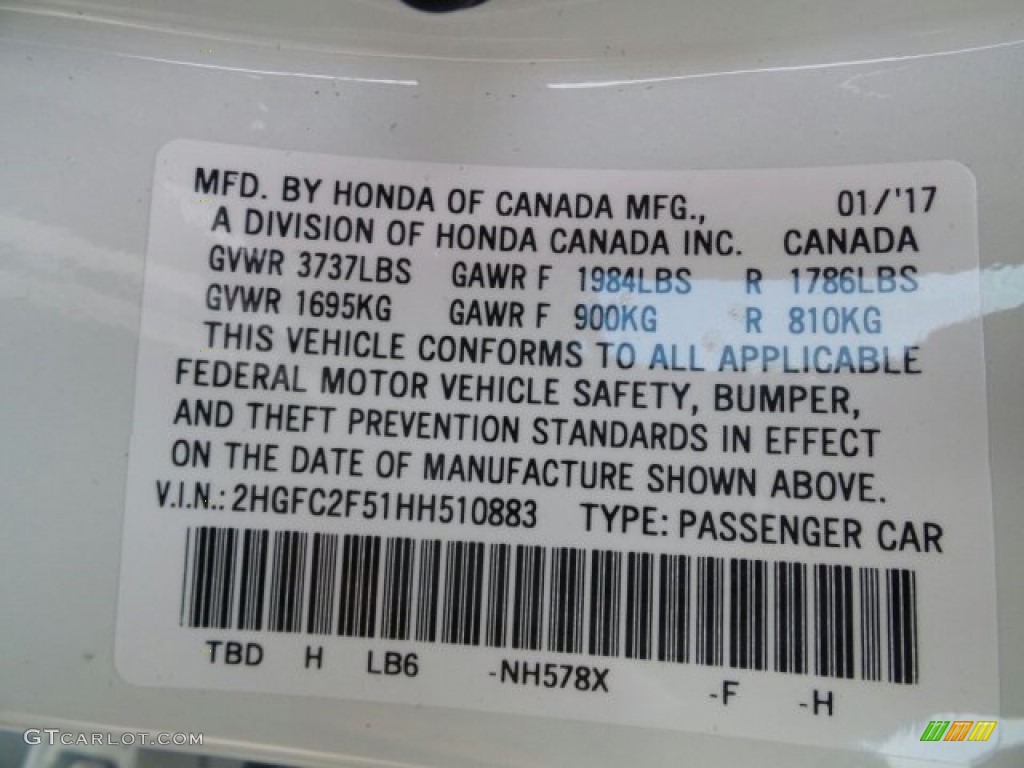 MFD. BY HONDA OF CANADA MFG., 01/'17
A DIVISION OF HONDA CANADA INC. CANADA
GVWR 3737LBS GAWR F 1984LBS R 1786LBS
GVWR 1695KG GAWR F 900KG R 810KG
THIS VEHICLE CONFORMS TO ALL APPLICABLE
FEDERAL MOTOR VEHICLE SAFETY, BUMPER,
AND THEFT PREVENTION STANDARDS IN EFFECT
ON THE DATE OF MANUFACTURE SHOWN ABOVE.
V.I.N.: 2HGFC2F51HH510883 TYPE: PASSENGER CAR
TBD H LB6 -NH578X -F -H
GTCARLOT.COM